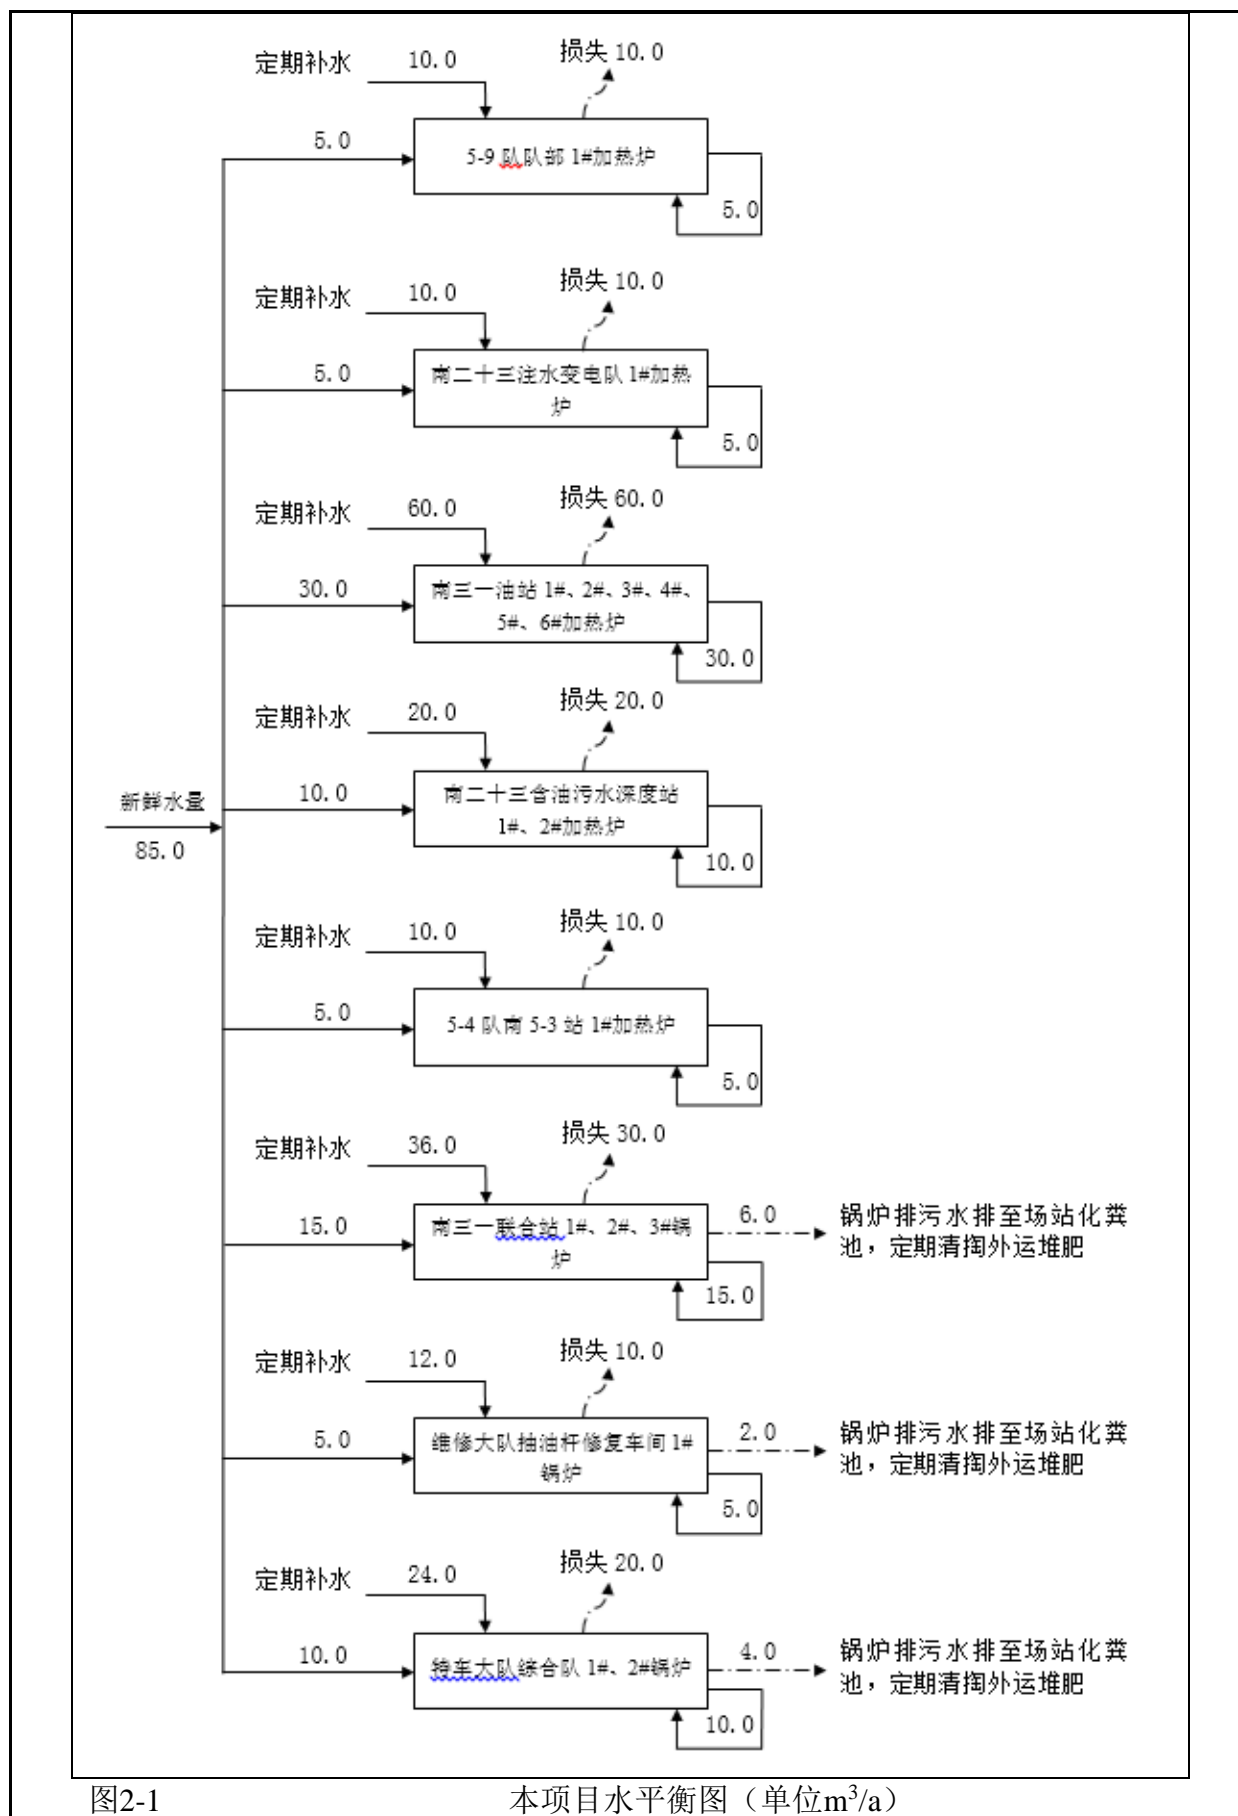 定期补水
10.0
损失 10.0
5.0
5-9 队队部 1#加热炉
5.0
定期补水
10.0
损失 10.0
5.0
南二十三注水变电队 1#加热
炉
5.0
定期补水
60.0
损失 60.0
30.0
南三一油站 1#、2#、3#、4#、
5#、6#加热炉
30.0
定期补水
20.0
损失 20.0
新鲜水量
85.0
10.0
南二十三含油污水深度站
1#、2#加热炉
10.0
定期补水
10.0
损失 10.0
5.0
5-4 队南 5-3 站 1#加热炉
5.0
定期补水
36.0
损失 30.0
15.0
南三一联合站 1#、2#、3#锅
炉
6.0
锅炉排污水排至场站化粪
池，定期清掏外运堆肥
15.0
定期补水
12.0
损失 10.0
5.0
维修大队抽油杆修复车间 1#
锅炉
2.0
锅炉排污水排至场站化粪
池，定期清掏外运堆肥
5.0
定期补水
24.0
损失 20.0
10.0
特车大队综合队 1#、2#锅炉
4.0
锅炉排污水排至场站化粪
池，定期清掏外运堆肥
10.0
图2-1 本项目水平衡图（单位m³/a）